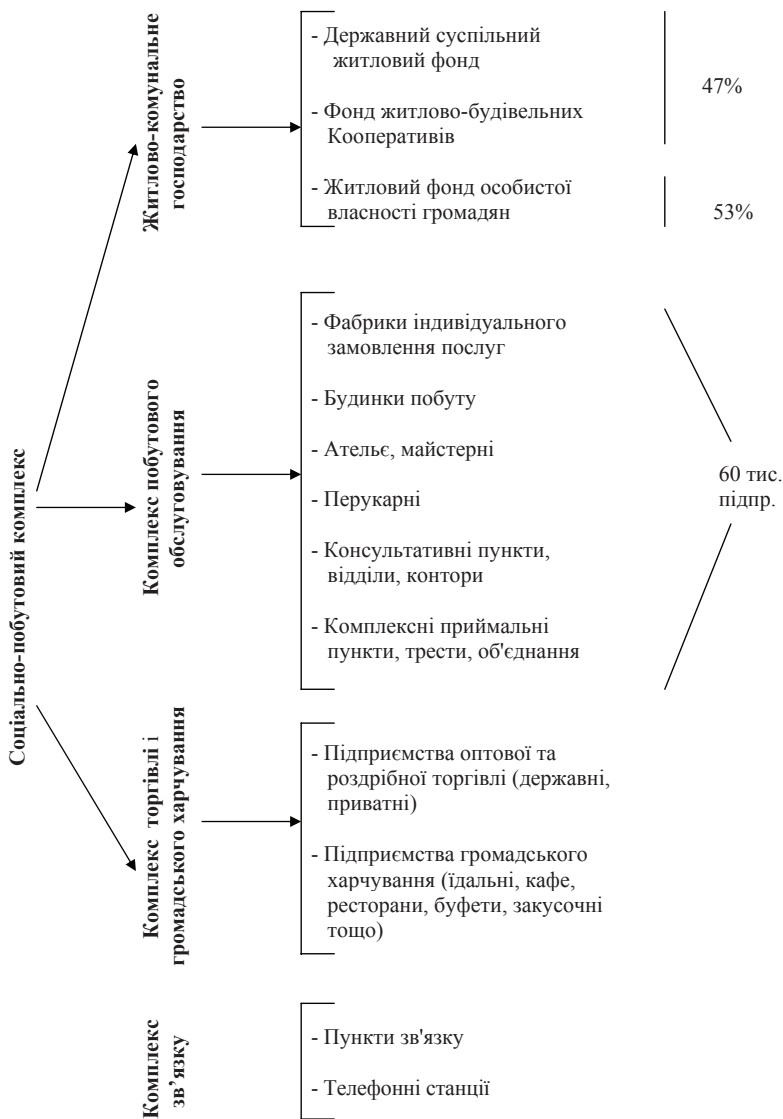 Соціально-побутовий комплекс
Житлово-комунальне
господарство
- Державний суспільний
житловий фонд
- Фонд житлово-будівельних
Кооперативів
47%
- Житловий фонд особистої
власності громадян
53%
Комплекс побутового
обслуговування
- Фабрики індивідуального
замовлення послуг
- Будинки побуту
- Ательє, майстерні
- Перукарні
- Консультативні пункти,
відділи, контори
- Комплексні приймальні
пункти, трести, об'єднання
60 тис.
підпр.
Комплекс торгівлі і
громадського харчування
- Підприємства оптової та
роздрібної торгівлі (державні,
приватні)
- Підприємства громадського
харчування (їдальні, кафе,
ресторани, буфети, закусочні
тощо)
Комплекс
зв’язку
- Пункти зв'язку
- Телефонні станції